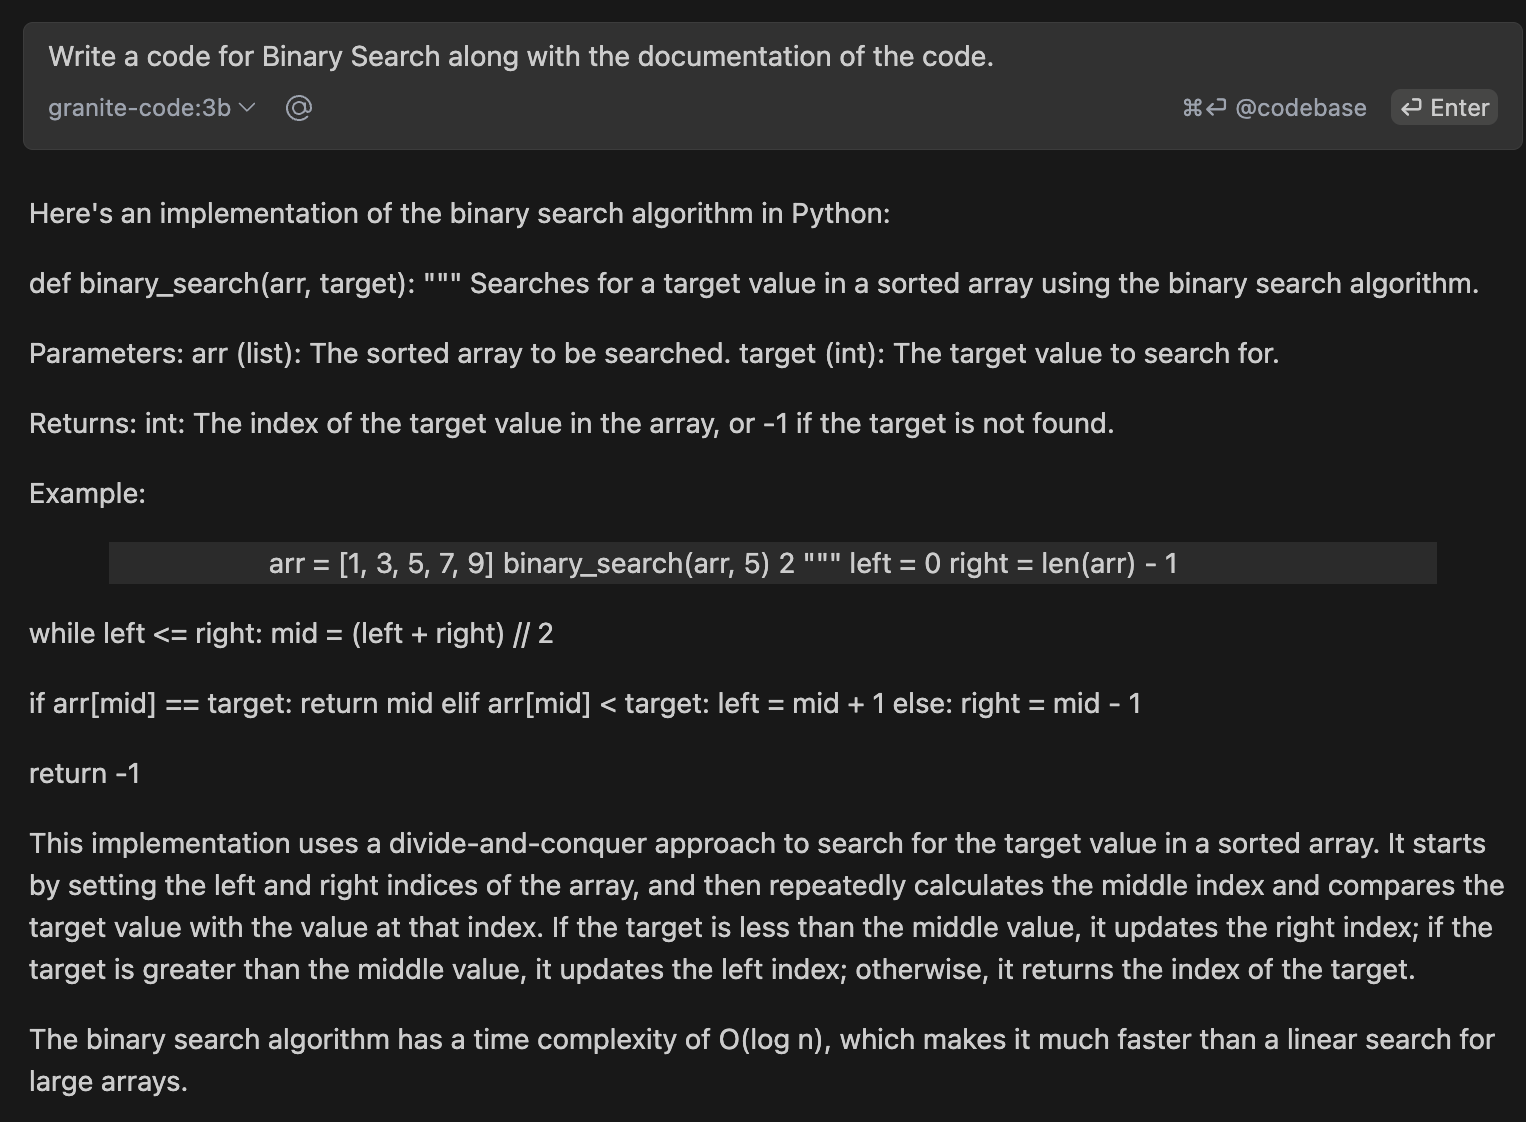 Write a code for Binary Search along with the documentation of the code.
granite-code:3b @ ⌘⏎ @codebase ⏎ Enter
Here's an implementation of the binary search algorithm in Python:
def binary_search(arr, target): """ Searches for a target value in a sorted array using the binary search algorithm.
Parameters: arr (list): The sorted array to be searched. target (int): The target value to search for.
Returns: int: The index of the target value in the array, or -1 if the target is not found.
Example:
arr = [1, 3, 5, 7, 9] binary_search(arr, 5) 2 """ left = 0 right = len(arr) - 1
while left <= right: mid = (left + right) // 2
if arr[mid] == target: return mid elif arr[mid] < target: left = mid + 1 else: right = mid - 1
return -1
This implementation uses a divide-and-conquer approach to search for the target value in a sorted array. It starts
by setting the left and right indices of the array, and then repeatedly calculates the middle index and compares the
target value with the value at that index. If the target is less than the middle value, it updates the right index; if the
target is greater than the middle value, it updates the left index; otherwise, it returns the index of the target.
The binary search algorithm has a time complexity of O(log n), which makes it much faster than a linear search for
large arrays.